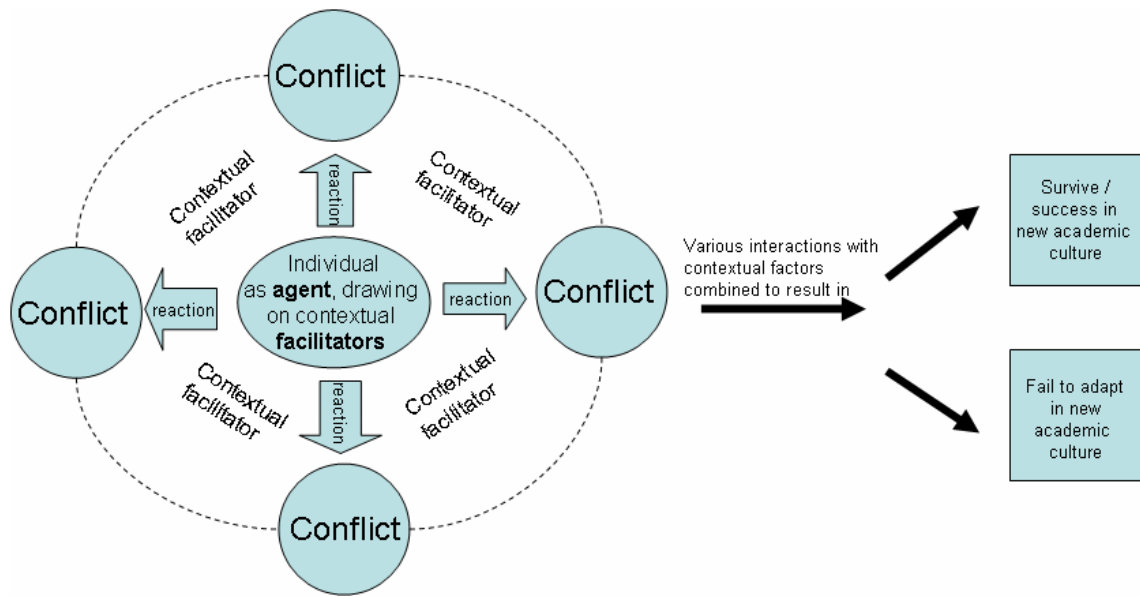 Conflict
Contextual
facilitator
reaction
Contextual
facilitator
Conflict
reaction
Individual
as agent, drawing
on contextual
facilitators
reaction
Conflict
Contextual
facilitator
reaction
Contextual
facilitator
Conflict
Various interactions with
contextual factors
combined to result in
Survive /
success in
new academic
culture
Fail to adapt
in new
academic
culture